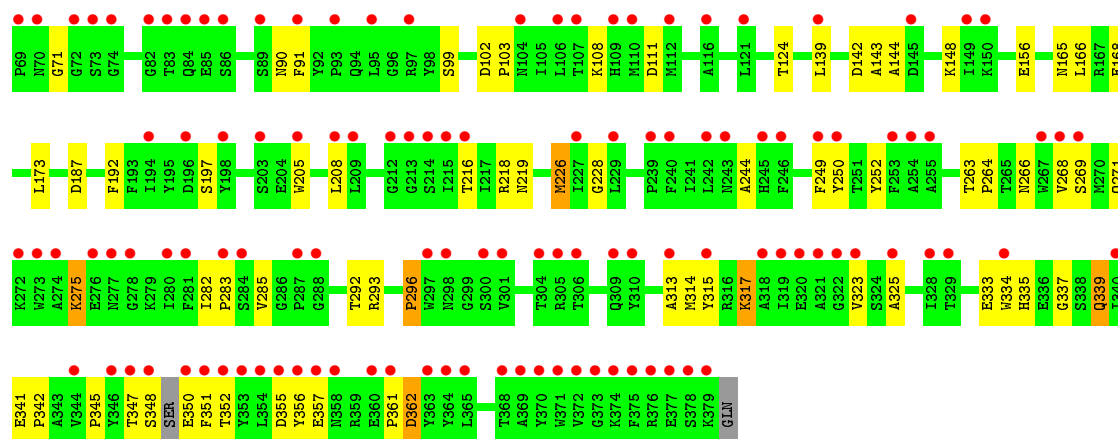 P69 N70 G71 G72 S73 G74 G82 T83 Q84 E85 S86 S89 N90 F91 Y92 P93 Q94 L95 G96 R97 Y98 S99 D102 P103 N104 I105 L106 T107 K108 H109 M110 D111 M112 A116 L121 T124 L139 D142 A143 A144 D145 K148 I149 K150 E156 N165 L166 R167
L173 D187 F192 F193 I194 Y195 D196 S197 Y198 S203 E204 W205 L208 L209 G212 G213 S214 I215 T216 I217 R218 N219 M226 I227 G228 L229 P239 F240 I241 L242 N243 A244 H245 F246 F249 Y250 T251 Y252 F253 A254 A255 T263 P264 T265 N266 W267 V268 S269 M270 Q271
K272 W273 A274 K275 E276 N277 G278 K279 I280 F281 I282 P283 S284 V285 G286 P287 G288 T292 R293 P296 W297 N298 G299 S300 V301 T304 R305 T306 Q309 Y310 A313 M314 Y315 R316 K317 A318 I319 E320 A321 G322 V323 S324 A325 I328 T329 E333 W334 H335 E336 G337 S338 Q339 I340
E341 P342 A343 V344 P345 Y346 T347 S348 SER E350 F351 T352 Y353 L354 D355 Y356 E357 N358 R359 E360 P361 D362 Y363 Y364 L365 T368 A369 Y370 W371 V372 G373 K374 F375 R376 E377 S378 K379 GLN